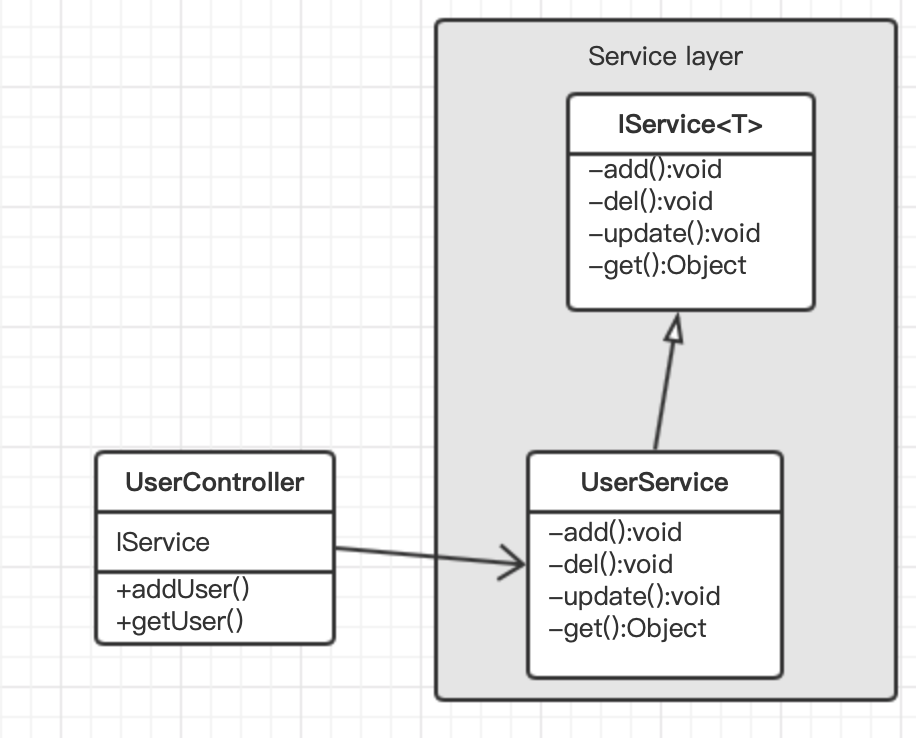 Service layer
IService<T>
–add():void
–del():void
–update():void
–get():Object
UserController
IService
+addUser()
+getUser()
UserService
–add():void
–del():void
–update():void
–get():Object